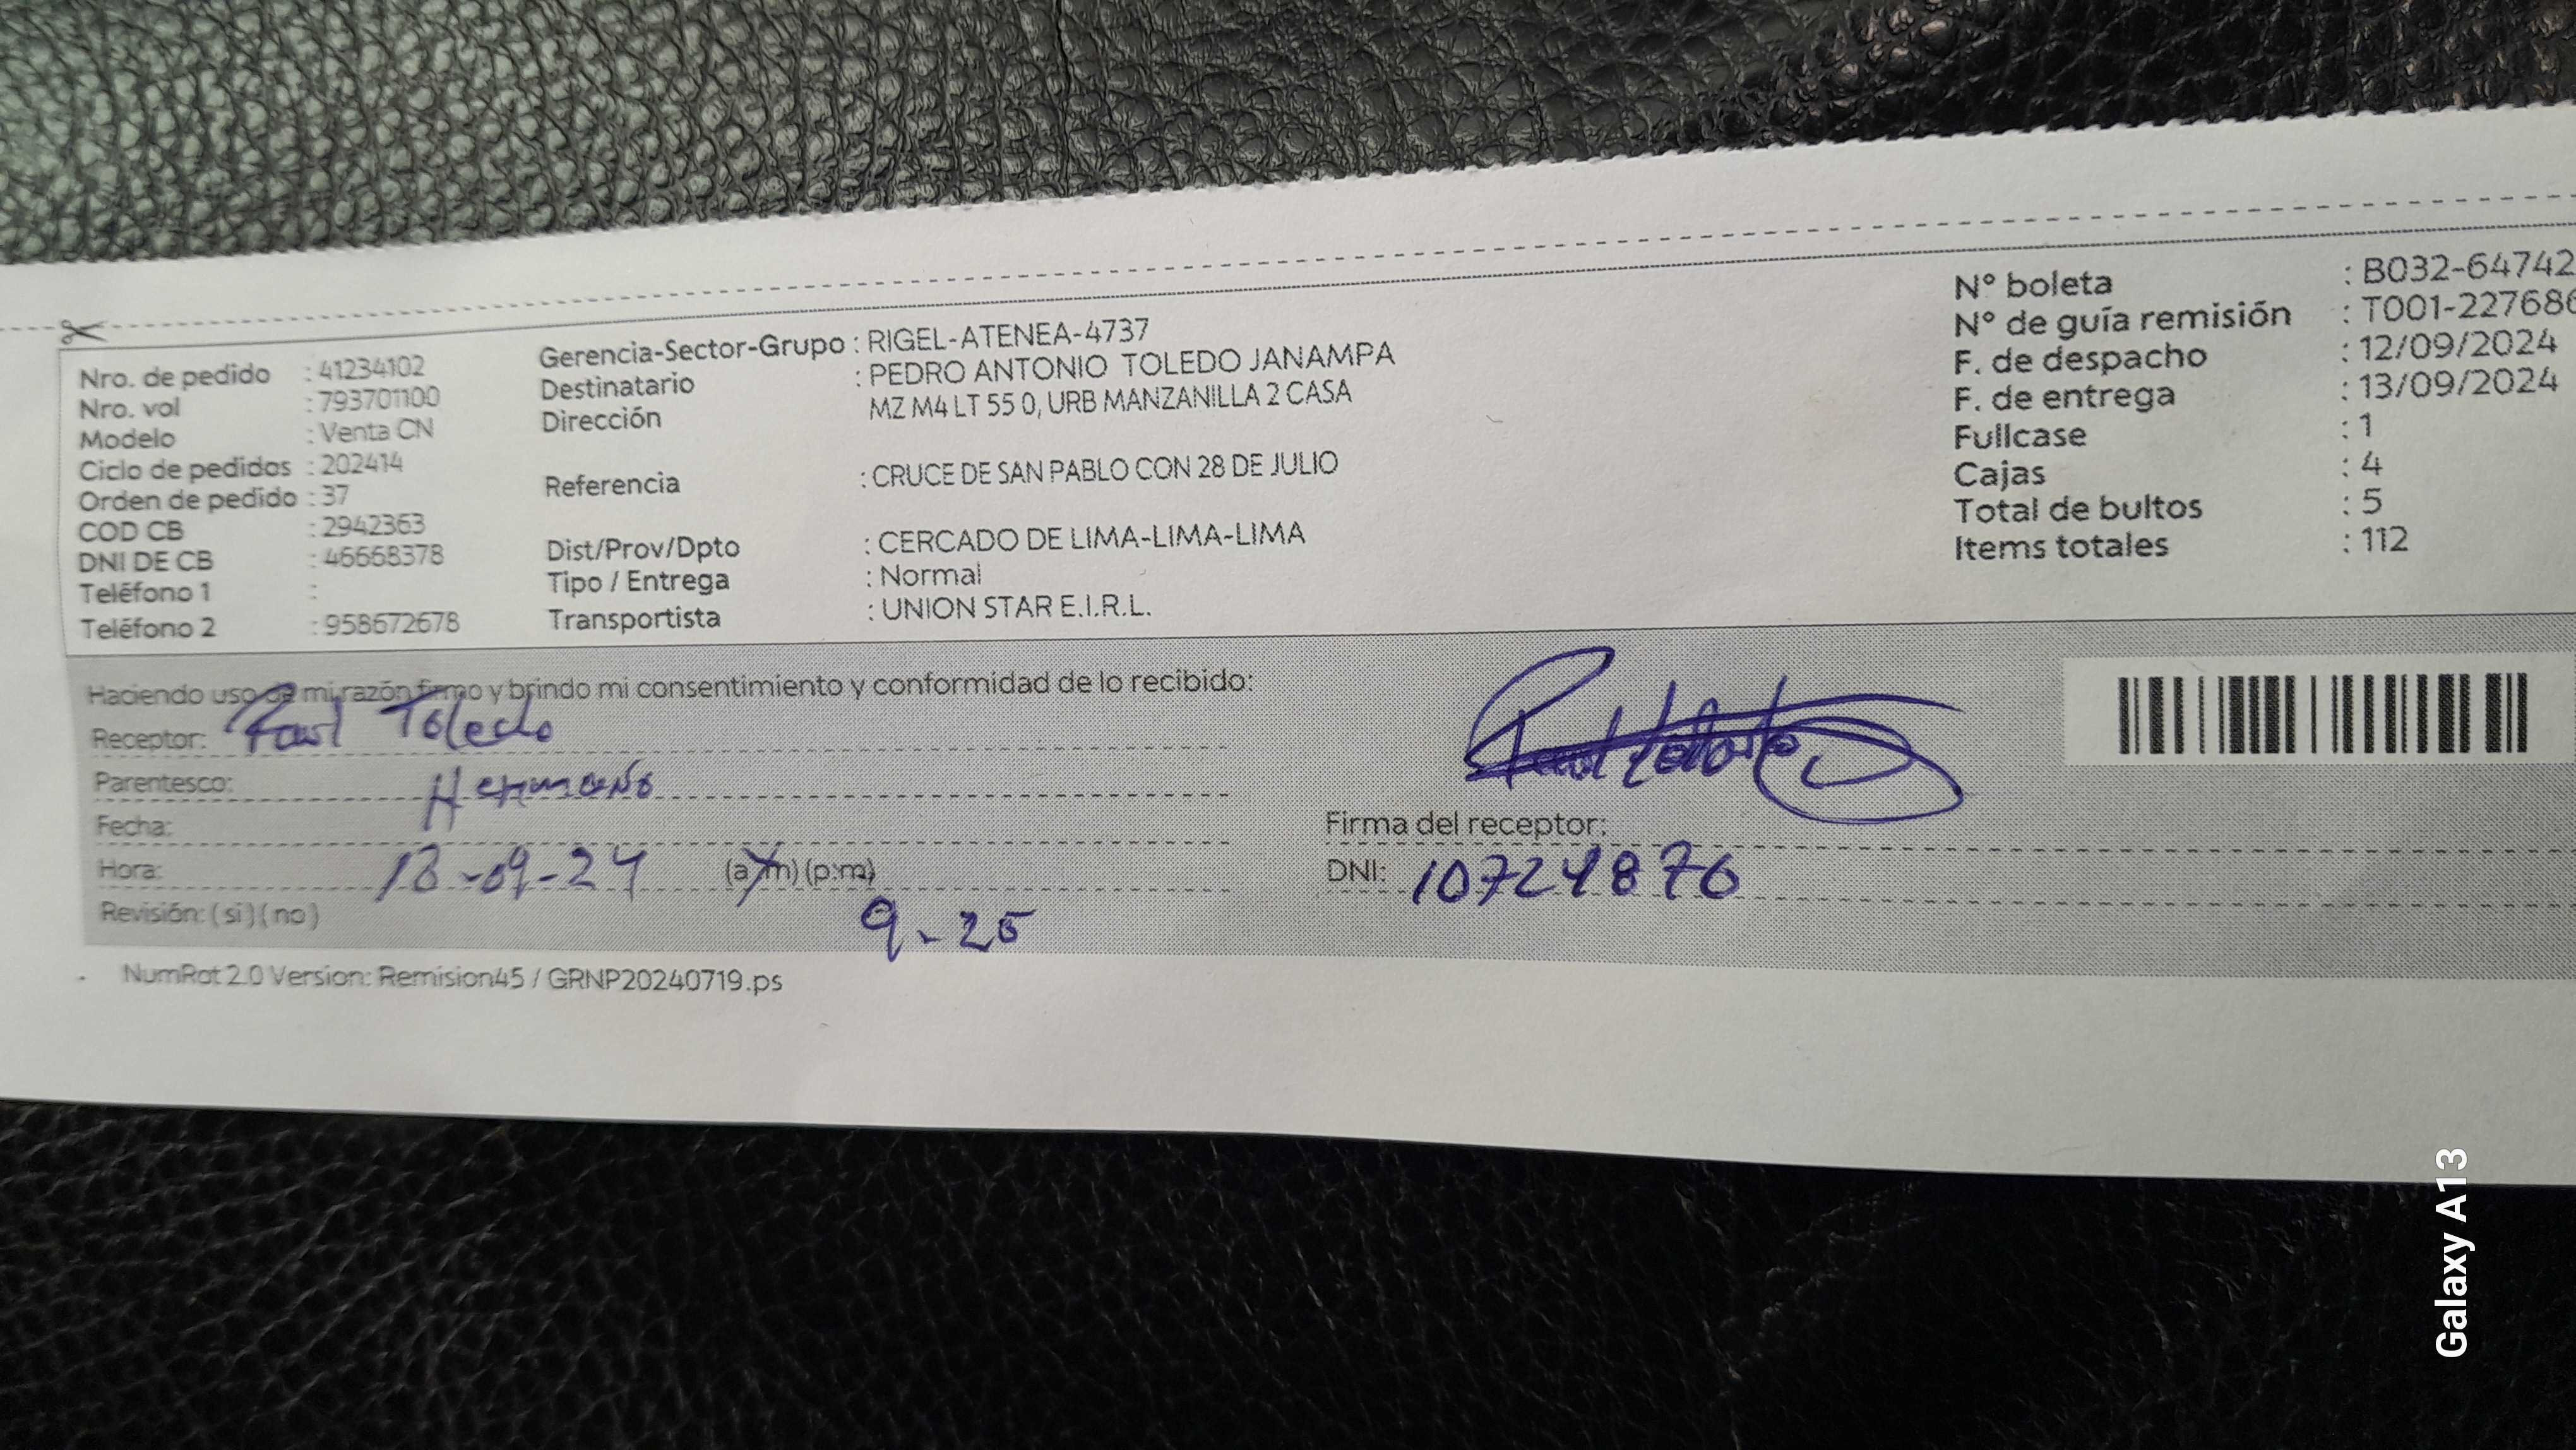 Nro. de pedido : 41234102
Nro. vol : 793701100
Modelo : Venta CN
Ciclo de pedidos : 202414
Orden de pedido : 37
COD CB : 2942363
DNI DE CB : 46668378
Teléfono 1 :
Teléfono 2 : 958672678
Gerencia-Sector-Grupo : RIGEL-ATENEA-4737
Destinatario : PEDRO ANTONIO TOLEDO JANAMPA
Dirección MZ M4 LT 55 0, URB MANZANILLA 2 CASA
Referencia : CRUCE DE SAN PABLO CON 28 DE JULIO
Dist/Prov/Dpto : CERCADO DE LIMA-LIMA-LIMA
Tipo / Entrega : Normal
Transportista : UNION STAR E.I.R.L.
N° boleta : B032-64742
N° de guía remisión : T001-227686
F. de despacho : 12/09/2024
F. de entrega : 13/09/2024
Fullcase : 1
Cajas : 4
Total de bultos : 5
Items totales : 112
Haciendo uso de mi razón firmo y brindo mi consentimiento y conformidad de lo recibido:
Receptor: Toledo
Parentesco: Hermano
Fecha:
Hora: 13-09-24 (a.m) (p:m)
9-25
Revisión: ( si ) ( no )
Firma del receptor:
DNI: 10724876
NumRot 2.0 Version: Remision45 / GRNP20240719.ps
Galaxy A13